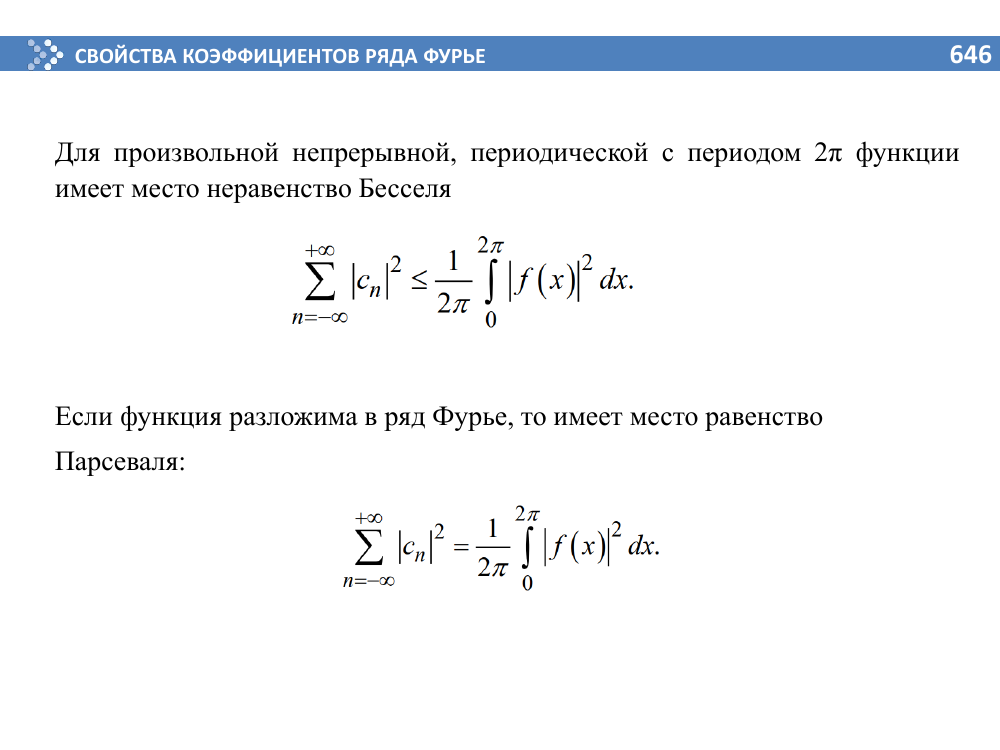 СВОЙСТВА КОЭФФИЦИЕНТОВ РЯДА ФУРЬЕ 646
Для произвольной непрерывной, периодической с периодом 2π функции
имеет место неравенство Бесселя
$\sum_{n=-\infty}^{+\infty} |c_n|^2 \leq \frac{1}{2\pi} \int_0^{2\pi} |f(x)|^2 dx.$
Если функция разложима в ряд Фурье, то имеет место равенство
Парсеваля:
$\sum_{n=-\infty}^{+\infty} |c_n|^2 = \frac{1}{2\pi} \int_0^{2\pi} |f(x)|^2 dx.$